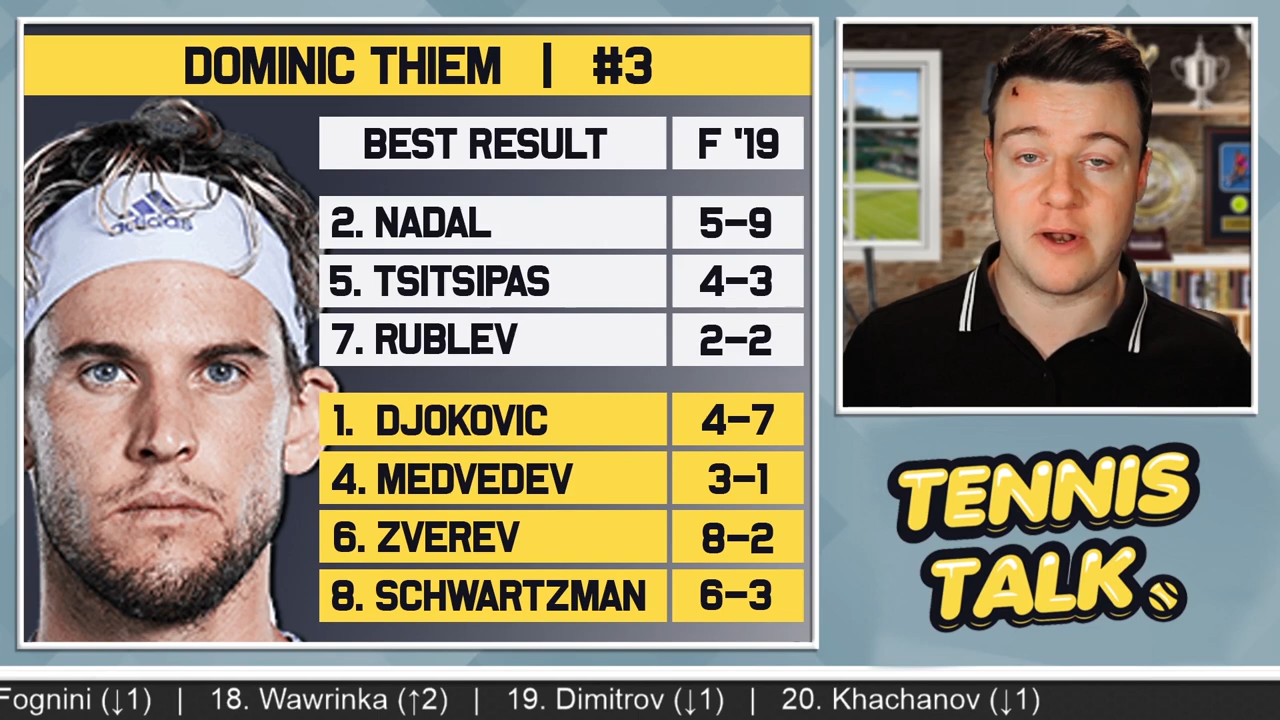 DOMINIC THIEM | #3
adidas
BEST RESULT F '19
2. NADAL 5–9
5. TSITSIPAS 4–3
7. RUBLEV 2–2
1. DJOKOVIC 4–7
4. MEDVEDEV 3–1
6. ZVEREV 8–2
8. SCHWARTZMAN 6–3
TENNIS
TALK
Fognini (↓1) | 18. Wawrinka (↑2) | 19. Dimitrov (↓1) | 20. Khachanov (↓1)